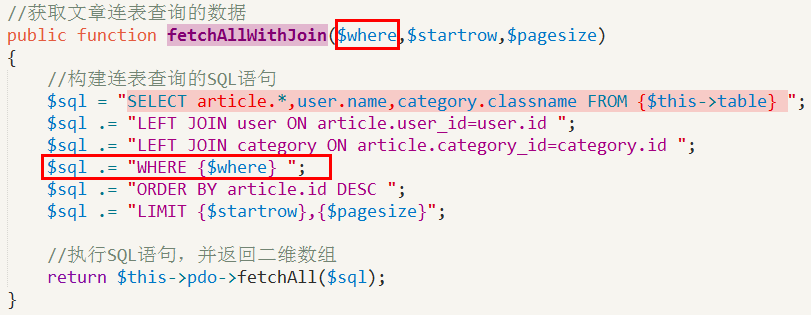 //获取文章连表查询的数据
public function fetchAllWithJoin($where,$startrow,$pagesize)
{
//构建连表查询的SQL语句
$sql = "SELECT article.*,user.name,category.classname FROM {$this->table} ";
$sql .= "LEFT JOIN user ON article.user_id=user.id ";
$sql .= "LEFT JOIN category ON article.category_id=category.id ";
$sql .= "WHERE {$where} ";
$sql .= "ORDER BY article.id DESC ";
$sql .= "LIMIT {$startrow},{$pagesize}";
//执行SQL语句，并返回二维数组
return $this->pdo->fetchAll($sql);
}